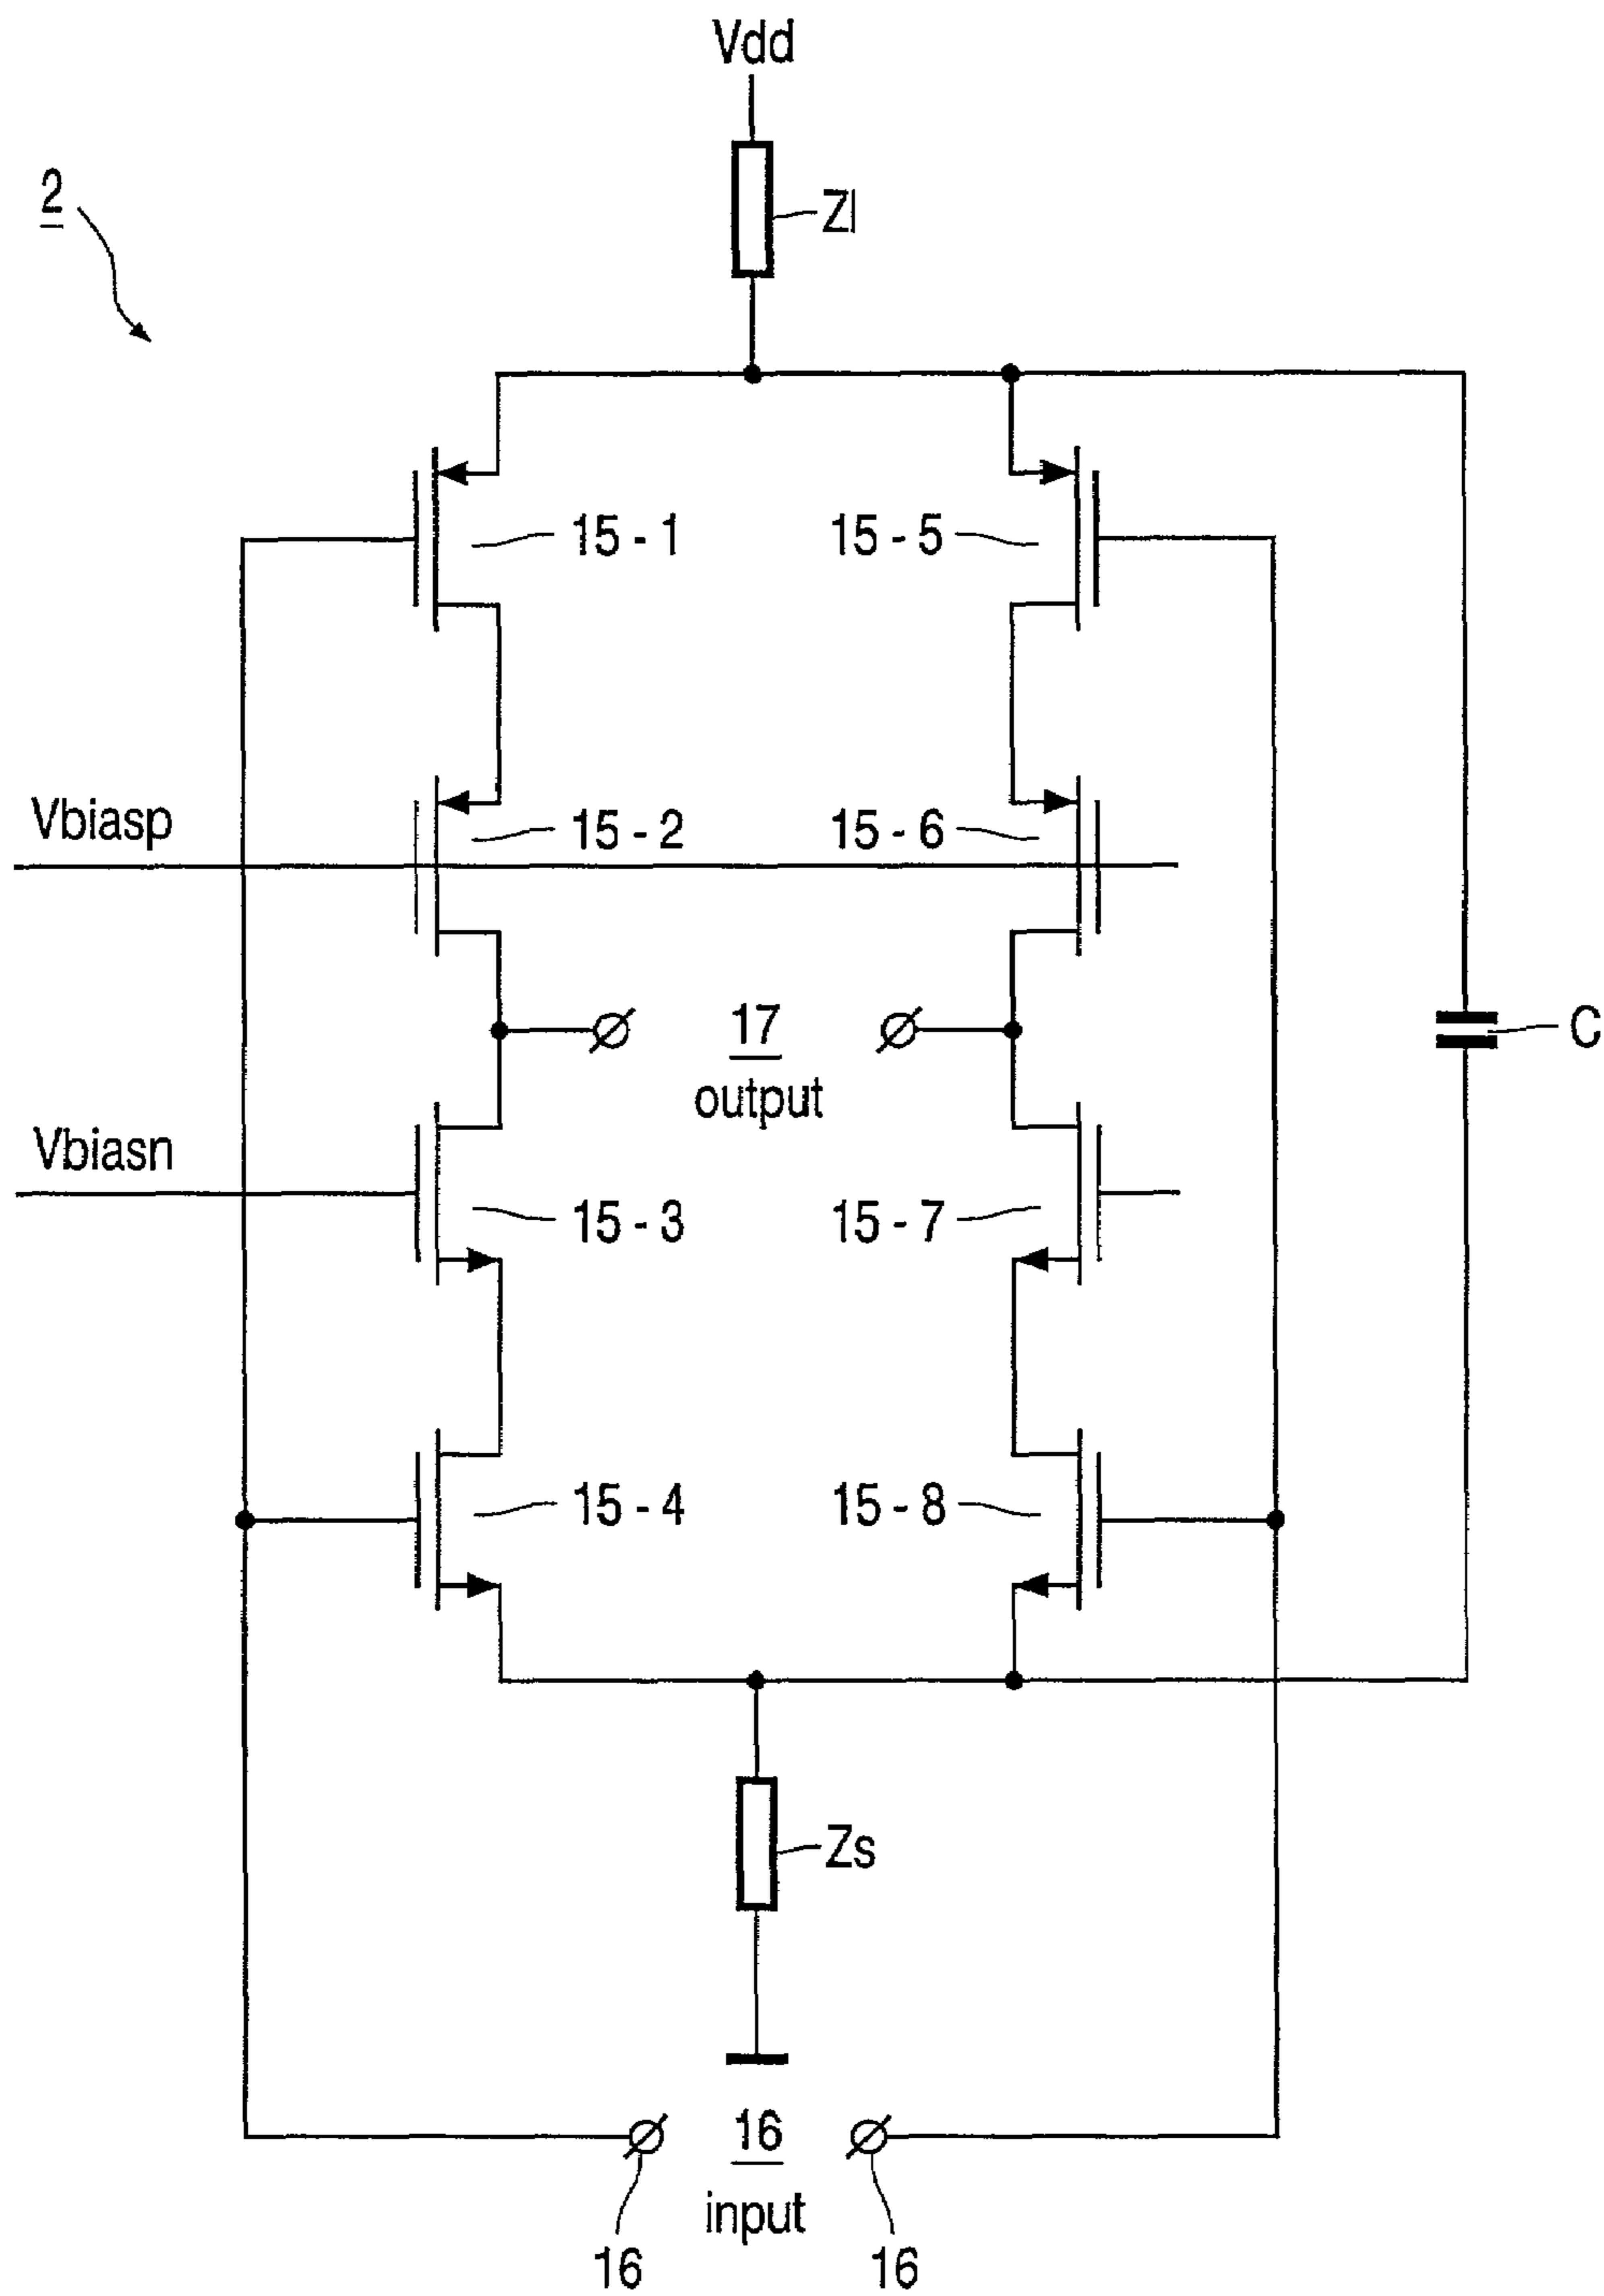 Vdd
2
Zl
15 - 1
15 - 5
Vbiasp
15 - 2
15 - 6
17
output
C
Vbiasn
15 - 3
15 - 7
15 - 4
15 - 8
Zs
16
input
16
16